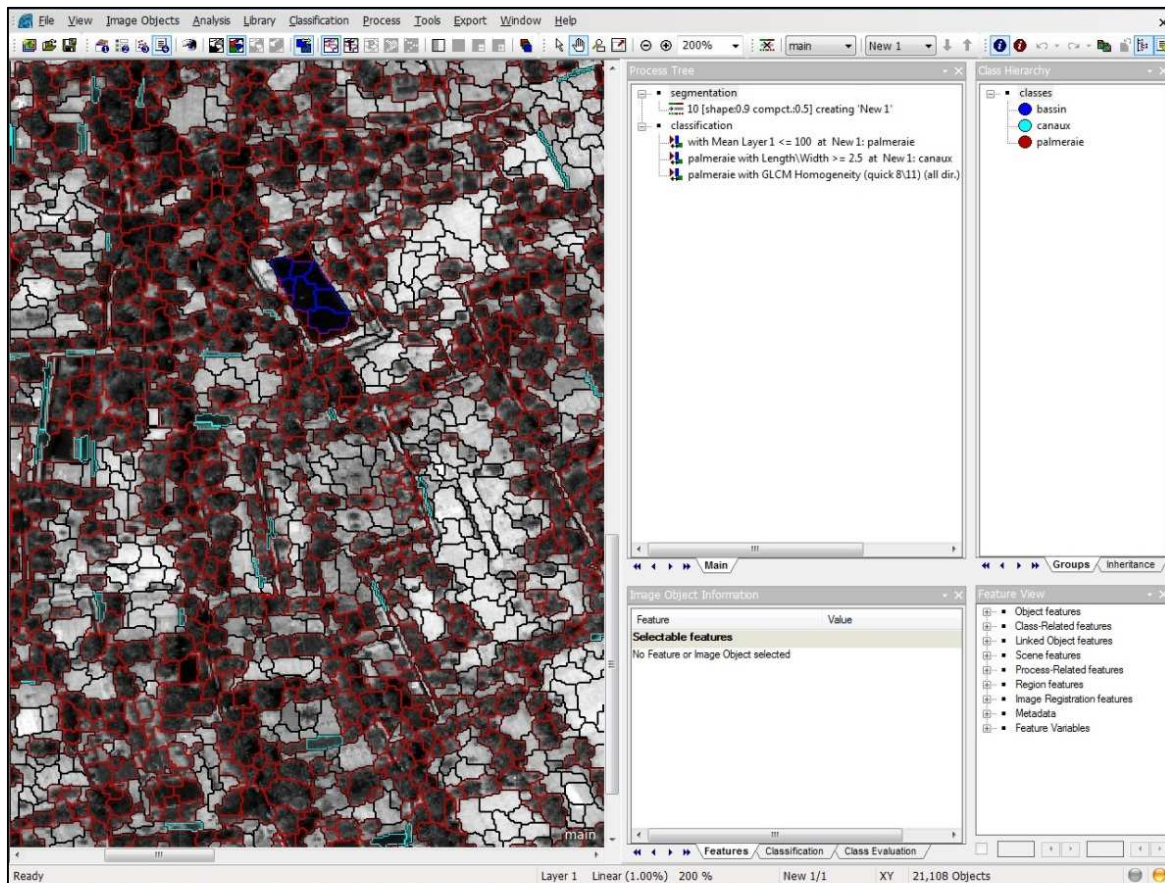 File View Image Objects Analysis Library Classification Process Tools Export Window Help
200% main New 1
Process Tree
segmentation
10 [shape:0.9 compct.:0.5] creating 'New 1'
classification
with Mean Layer 1 <= 100 at New 1: palmeraie
palmeraie with Length\Width >= 2.5 at New 1: canaux
palmeraie with GLCM Homogeneity (quick 8\11) (all dir.)
Main
Class Hierarchy
classes
bassin
canaux
palmeraie
Groups Inheritance
Image Object Information
Feature Value
Selectable features
No Feature or Image Object selected
Features Classification Class Evaluation
Feature View
Object features
Class-Related features
Linked Object features
Scene features
Process-Related features
Region features
Image Registration features
Metadata
Feature Variables
main
Ready Layer 1 Linear (1.00%) 200 % New 1/1 XY 21,108 Objects